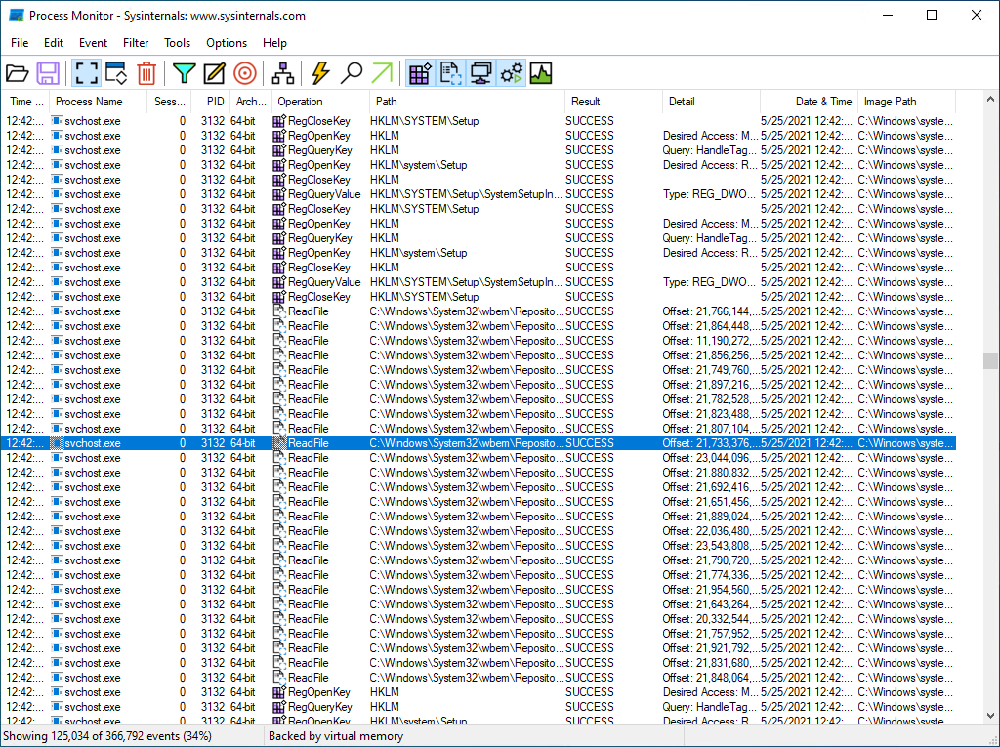 Process Monitor - Sysinternals: www.sysinternals.com
File Edit Event Filter Tools Options Help
Time ... Process Name Sess... PID Arch... Operation Path Result Detail Date & Time Image Path
12:42:... svchost.exe 0 3132 64-bit RegCloseKey HKLM\SYSTEM\Setup SUCCESS 5/25/2021 12:42:... C:\Windows\syste...
12:42:... svchost.exe 0 3132 64-bit RegOpenKey HKLM SUCCESS Desired Access: M... 5/25/2021 12:42:... C:\Windows\syste...
12:42:... svchost.exe 0 3132 64-bit RegQueryKey HKLM SUCCESS Query: HandleTag... 5/25/2021 12:42:... C:\Windows\syste...
12:42:... svchost.exe 0 3132 64-bit RegOpenKey HKLM\system\Setup SUCCESS Desired Access: R... 5/25/2021 12:42:... C:\Windows\syste...
12:42:... svchost.exe 0 3132 64-bit RegCloseKey HKLM SUCCESS 5/25/2021 12:42:... C:\Windows\syste...
12:42:... svchost.exe 0 3132 64-bit RegQueryValue HKLM\SYSTEM\Setup\SystemSetupIn... SUCCESS Type: REG_DWO... 5/25/2021 12:42:... C:\Windows\syste...
12:42:... svchost.exe 0 3132 64-bit RegCloseKey HKLM\SYSTEM\Setup SUCCESS 5/25/2021 12:42:... C:\Windows\syste...
12:42:... svchost.exe 0 3132 64-bit RegOpenKey HKLM SUCCESS Desired Access: M... 5/25/2021 12:42:... C:\Windows\syste...
12:42:... svchost.exe 0 3132 64-bit RegQueryKey HKLM SUCCESS Query: HandleTag... 5/25/2021 12:42:... C:\Windows\syste...
12:42:... svchost.exe 0 3132 64-bit RegOpenKey HKLM\system\Setup SUCCESS Desired Access: R... 5/25/2021 12:42:... C:\Windows\syste...
12:42:... svchost.exe 0 3132 64-bit RegCloseKey HKLM SUCCESS 5/25/2021 12:42:... C:\Windows\syste...
12:42:... svchost.exe 0 3132 64-bit RegQueryValue HKLM\SYSTEM\Setup\SystemSetupIn... SUCCESS Type: REG_DWO... 5/25/2021 12:42:... C:\Windows\syste...
12:42:... svchost.exe 0 3132 64-bit RegCloseKey HKLM\SYSTEM\Setup SUCCESS 5/25/2021 12:42:... C:\Windows\syste...
12:42:... svchost.exe 0 3132 64-bit ReadFile C:\Windows\System32\wbem\Reposito... SUCCESS Offset: 21,766,144,... 5/25/2021 12:42:... C:\Windows\syste...
12:42:... svchost.exe 0 3132 64-bit ReadFile C:\Windows\System32\wbem\Reposito... SUCCESS Offset: 21,864,448,... 5/25/2021 12:42:... C:\Windows\syste...
12:42:... svchost.exe 0 3132 64-bit ReadFile C:\Windows\System32\wbem\Reposito... SUCCESS Offset: 11,190,272,... 5/25/2021 12:42:... C:\Windows\syste...
12:42:... svchost.exe 0 3132 64-bit ReadFile C:\Windows\System32\wbem\Reposito... SUCCESS Offset: 21,856,256,... 5/25/2021 12:42:... C:\Windows\syste...
12:42:... svchost.exe 0 3132 64-bit ReadFile C:\Windows\System32\wbem\Reposito... SUCCESS Offset: 21,749,760,... 5/25/2021 12:42:... C:\Windows\syste...
12:42:... svchost.exe 0 3132 64-bit ReadFile C:\Windows\System32\wbem\Reposito... SUCCESS Offset: 21,897,216,... 5/25/2021 12:42:... C:\Windows\syste...
12:42:... svchost.exe 0 3132 64-bit ReadFile C:\Windows\System32\wbem\Reposito... SUCCESS Offset: 21,782,528,... 5/25/2021 12:42:... C:\Windows\syste...
12:42:... svchost.exe 0 3132 64-bit ReadFile C:\Windows\System32\wbem\Reposito... SUCCESS Offset: 21,823,488,... 5/25/2021 12:42:... C:\Windows\syste...
12:42:... svchost.exe 0 3132 64-bit ReadFile C:\Windows\System32\wbem\Reposito... SUCCESS Offset: 21,807,104,... 5/25/2021 12:42:... C:\Windows\syste...
12:42:... svchost.exe 0 3132 64-bit ReadFile C:\Windows\System32\wbem\Reposito... SUCCESS Offset: 21,733,376,... 5/25/2021 12:42:... C:\Windows\syste...
12:42:... svchost.exe 0 3132 64-bit ReadFile C:\Windows\System32\wbem\Reposito... SUCCESS Offset: 23,044,096,... 5/25/2021 12:42:... C:\Windows\syste...
12:42:... svchost.exe 0 3132 64-bit ReadFile C:\Windows\System32\wbem\Reposito... SUCCESS Offset: 21,880,832,... 5/25/2021 12:42:... C:\Windows\syste...
12:42:... svchost.exe 0 3132 64-bit ReadFile C:\Windows\System32\wbem\Reposito... SUCCESS Offset: 21,692,416,... 5/25/2021 12:42:... C:\Windows\syste...
12:42:... svchost.exe 0 3132 64-bit ReadFile C:\Windows\System32\wbem\Reposito... SUCCESS Offset: 21,651,456,... 5/25/2021 12:42:... C:\Windows\syste...
12:42:... svchost.exe 0 3132 64-bit ReadFile C:\Windows\System32\wbem\Reposito... SUCCESS Offset: 21,889,024,... 5/25/2021 12:42:... C:\Windows\syste...
12:42:... svchost.exe 0 3132 64-bit ReadFile C:\Windows\System32\wbem\Reposito... SUCCESS Offset: 22,036,480,... 5/25/2021 12:42:... C:\Windows\syste...
12:42:... svchost.exe 0 3132 64-bit ReadFile C:\Windows\System32\wbem\Reposito... SUCCESS Offset: 23,543,808,... 5/25/2021 12:42:... C:\Windows\syste...
12:42:... svchost.exe 0 3132 64-bit ReadFile C:\Windows\System32\wbem\Reposito... SUCCESS Offset: 21,790,720,... 5/25/2021 12:42:... C:\Windows\syste...
12:42:... svchost.exe 0 3132 64-bit ReadFile C:\Windows\System32\wbem\Reposito... SUCCESS Offset: 21,774,336,... 5/25/2021 12:42:... C:\Windows\syste...
12:42:... svchost.exe 0 3132 64-bit ReadFile C:\Windows\System32\wbem\Reposito... SUCCESS Offset: 21,954,560,... 5/25/2021 12:42:... C:\Windows\syste...
12:42:... svchost.exe 0 3132 64-bit ReadFile C:\Windows\System32\wbem\Reposito... SUCCESS Offset: 21,643,264,... 5/25/2021 12:42:... C:\Windows\syste...
12:42:... svchost.exe 0 3132 64-bit ReadFile C:\Windows\System32\wbem\Reposito... SUCCESS Offset: 20,332,544,... 5/25/2021 12:42:... C:\Windows\syste...
12:42:... svchost.exe 0 3132 64-bit ReadFile C:\Windows\System32\wbem\Reposito... SUCCESS Offset: 21,757,952,... 5/25/2021 12:42:... C:\Windows\syste...
12:42:... svchost.exe 0 3132 64-bit ReadFile C:\Windows\System32\wbem\Reposito... SUCCESS Offset: 21,921,792,... 5/25/2021 12:42:... C:\Windows\syste...
12:42:... svchost.exe 0 3132 64-bit ReadFile C:\Windows\System32\wbem\Reposito... SUCCESS Offset: 21,831,680,... 5/25/2021 12:42:... C:\Windows\syste...
12:42:... svchost.exe 0 3132 64-bit ReadFile C:\Windows\System32\wbem\Reposito... SUCCESS Offset: 21,848,064,... 5/25/2021 12:42:... C:\Windows\syste...
12:42:... svchost.exe 0 3132 64-bit RegOpenKey HKLM SUCCESS Desired Access: M... 5/25/2021 12:42:... C:\Windows\syste...
12:42:... svchost.exe 0 3132 64-bit RegQueryKey HKLM SUCCESS Query: HandleTag... 5/25/2021 12:42:... C:\Windows\syste...
12:42:... svchost.exe 0 3132 64-bit RegOpenKey HKLM\system\Setup SUCCESS Desired Access: R... 5/25/2021 12:42:... C:\Windows\syste...
Showing 125,034 of 366,792 events (34%) Backed by virtual memory